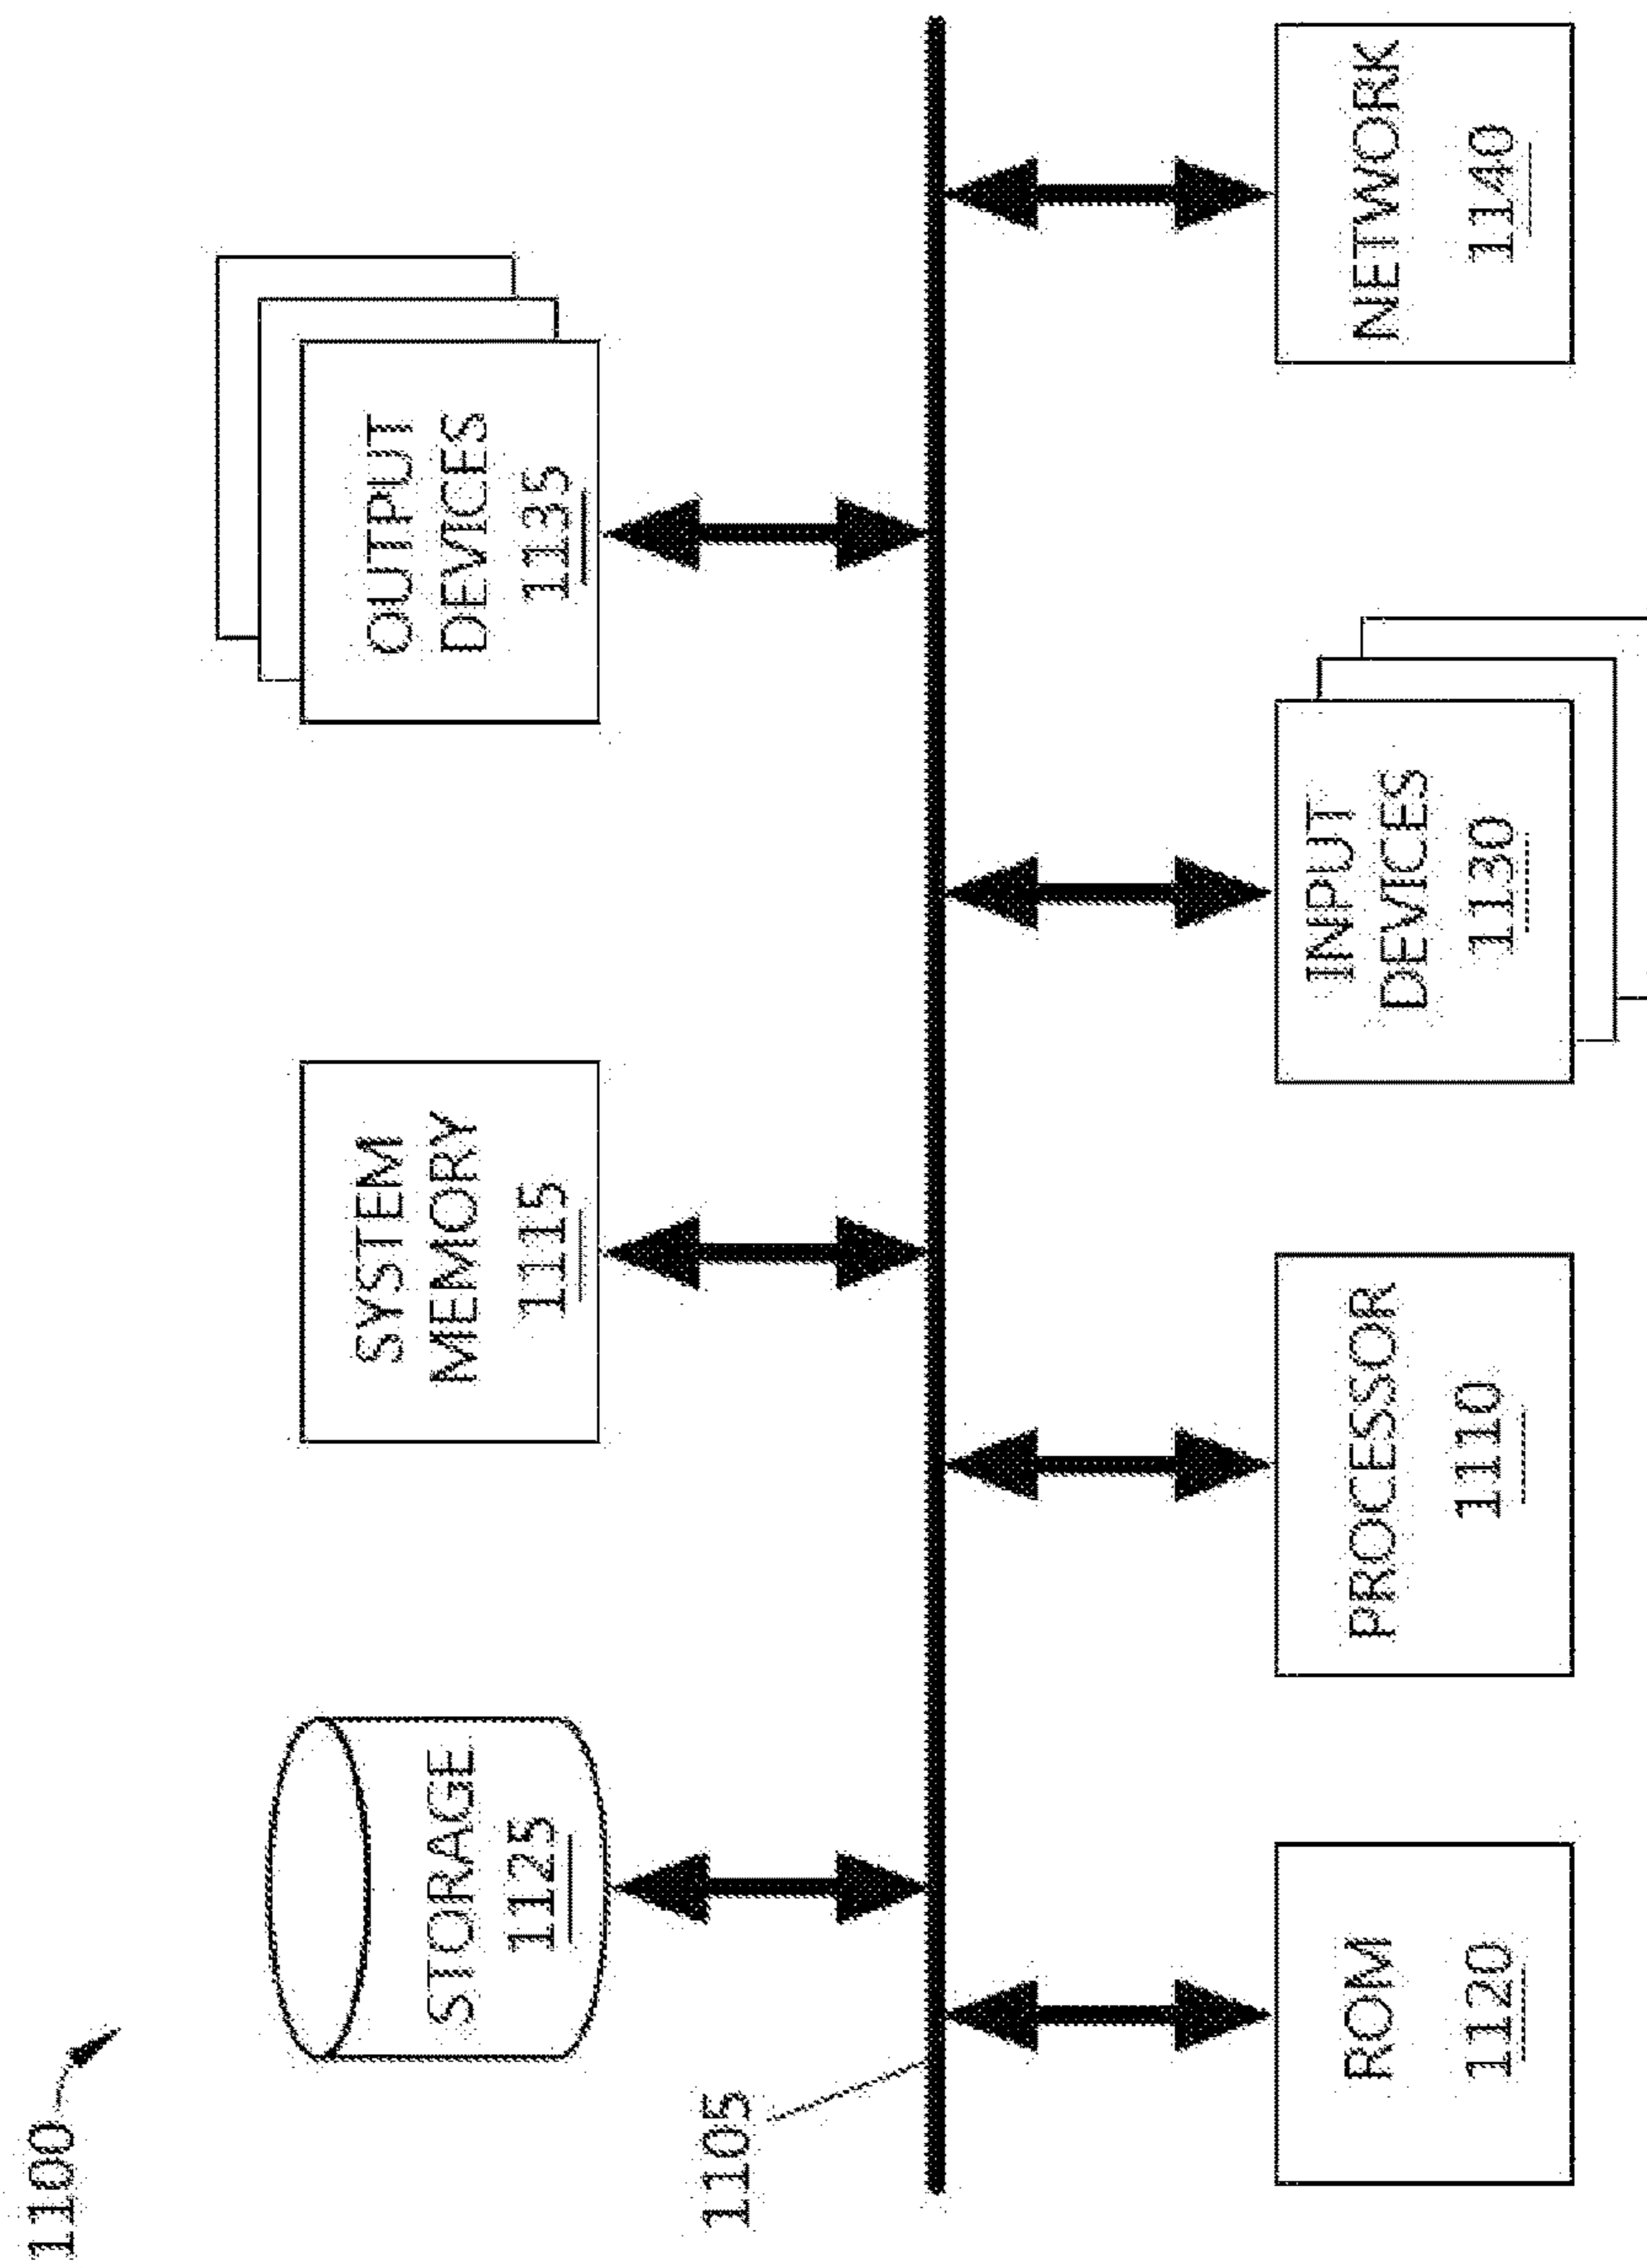 1100
STORAGE
1125
SYSTEM
MEMORY
1115
OUTPUT
DEVICES
1135
1105
ROM
1120
PROCESSOR
1110
INPUT
DEVICES
1130
NETWORK
1140